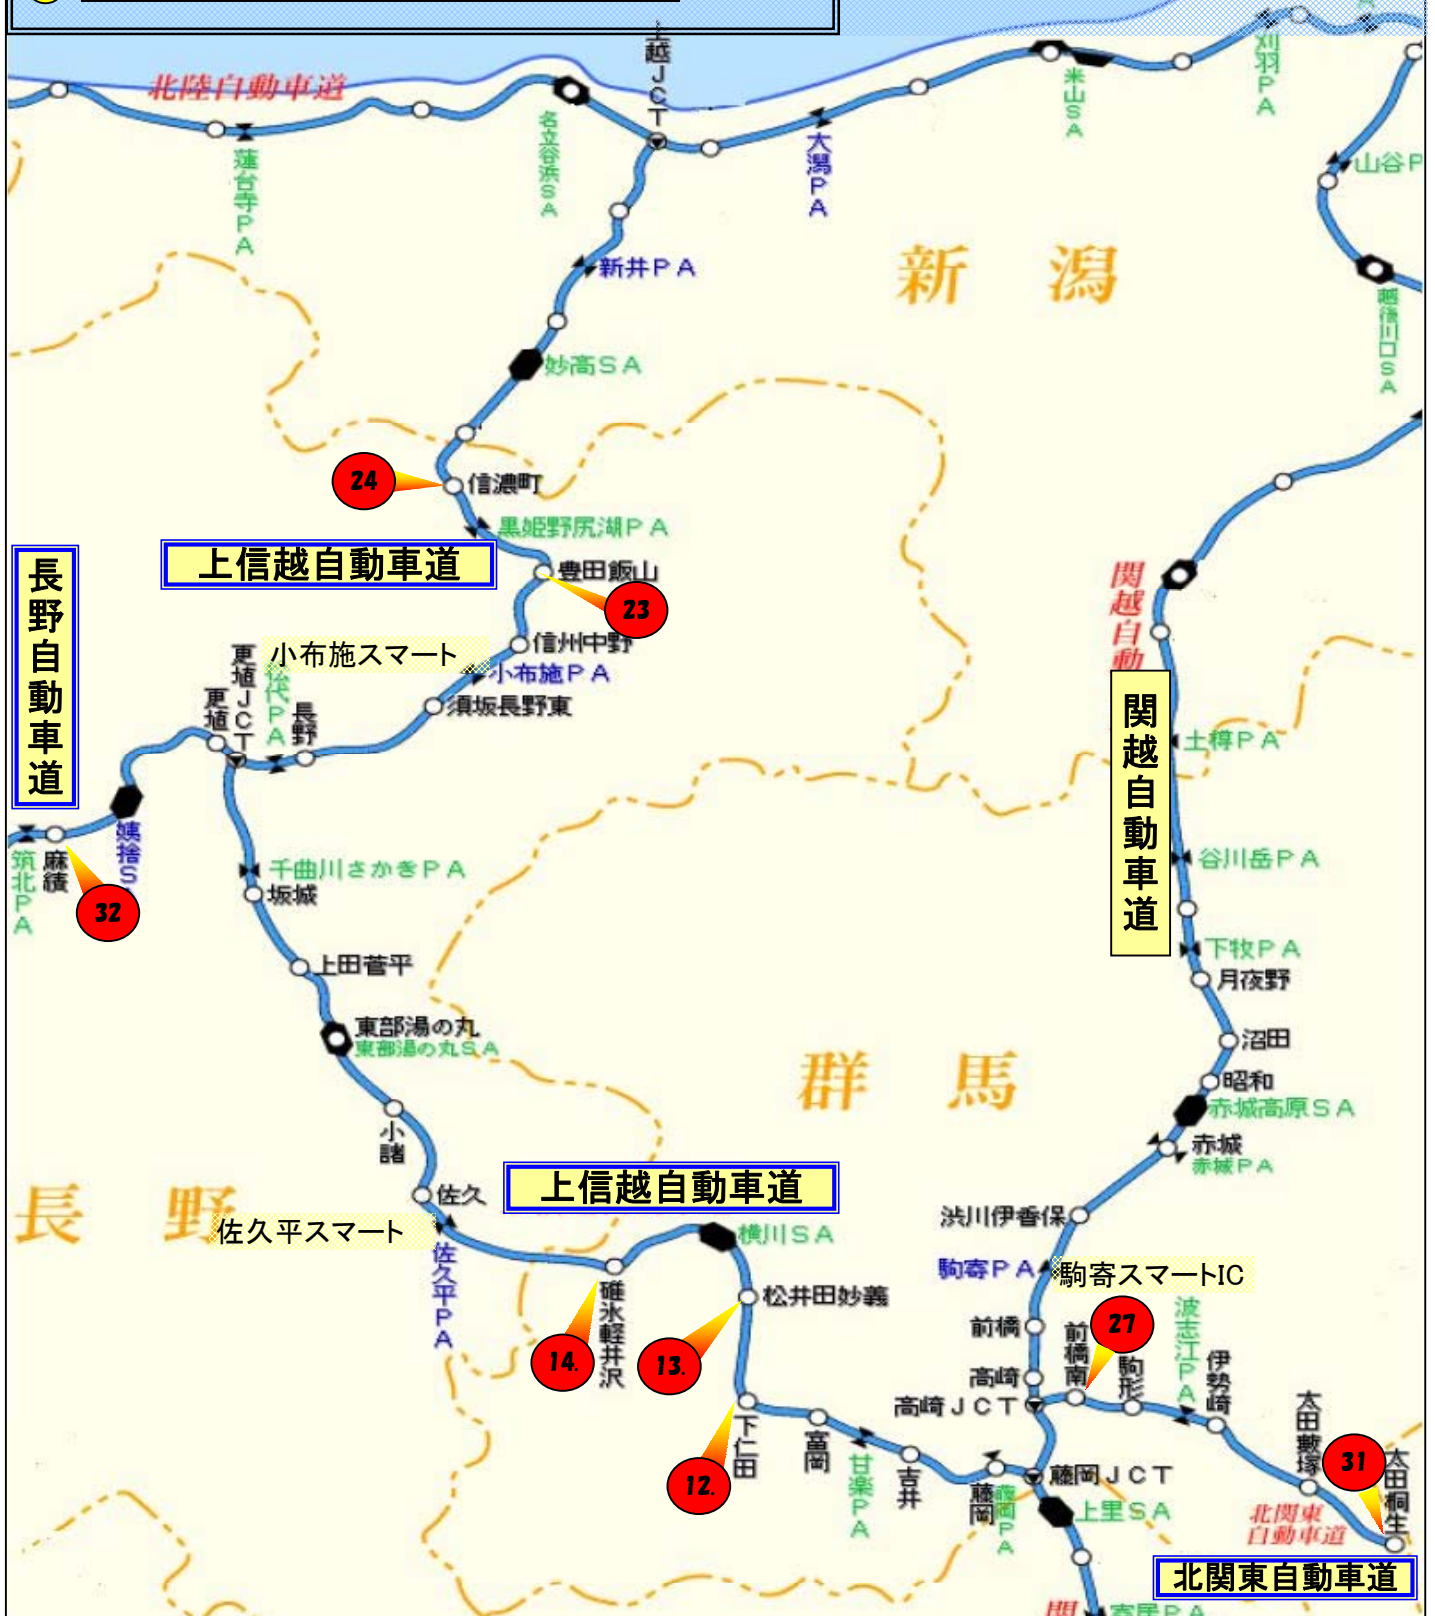 上越JCT
北陸自動車道
蓮台寺PA
名立谷浜SA
大潟PA
米山SA
刈羽PA
山谷P
越後川口SA
新潟
新井PA
妙高SA
24
信濃町
黒姫野尻湖PA
上信越自動車道
豊田飯山
23
信州中野
小布施スマート
小布施PA
須坂長野東
長野自動車道
更埴JCT
更埴
松代PA
長野
姨捨S
麻績
筑北PA
32
千曲川さかきPA
坂城
上田菅平
東部湯の丸
東部湯の丸SA
小諸
佐久
長野
佐久平スマート
佐久平PA
上信越自動車道
横川SA
碓氷軽井沢
14.
松井田妙義
13.
下仁田
12.
富岡
甘楽PA
吉井
藤岡
藤岡PA
藤岡JCT
上里SA
関越自動
関越自動車道
土樽PA
谷川岳PA
下牧PA
月夜野
沼田
昭和
赤城高原SA
赤城
赤城PA
群馬
渋川伊香保
駒寄PA
駒寄スマートIC
前橋
高崎
高崎JCT
前橋南
27
駒形
波志江PA
伊勢崎
太田藪塚
31
太田桐生
北関東
自動車道
北関東自動車道
関
寄居PA